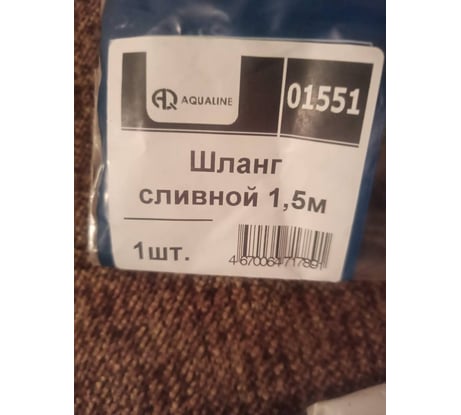 AQUALINE
01551
Шланг
сливной 1,5м
1шт.